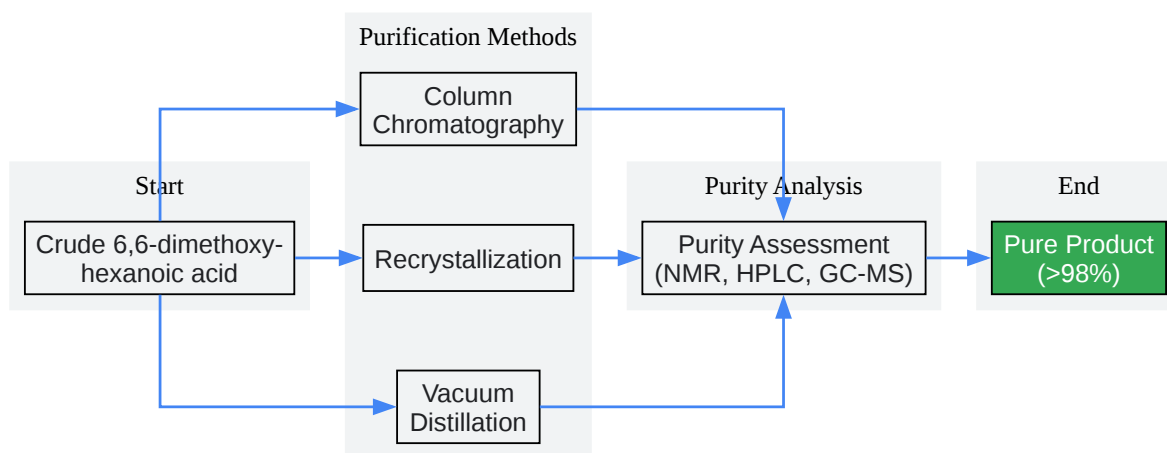 Purification Methods
Column
Chromatography
Start
Crude 6,6-dimethoxy-
hexanoic acid
Recrystallization
Vacuum
Distillation
Purity Analysis
Purity Assessment
(NMR, HPLC, GC-MS)
End
Pure Product
(>98%)